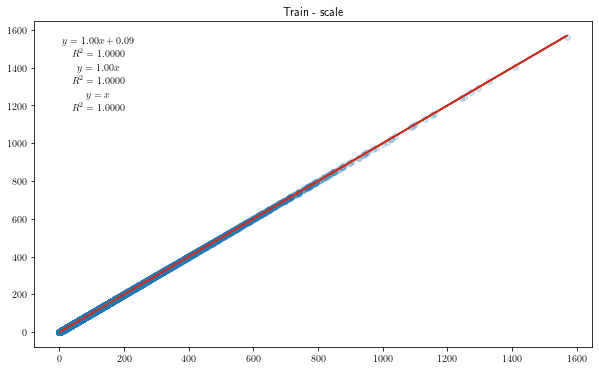 Train - scale
y = 1.00x + 0.09
R² = 1.0000
y = 1.00x
R² = 1.0000
y = x
R² = 1.0000
1600
1400
1200
1000
800
600
400
200
0
0 200 400 600 800 1000 1200 1400 1600